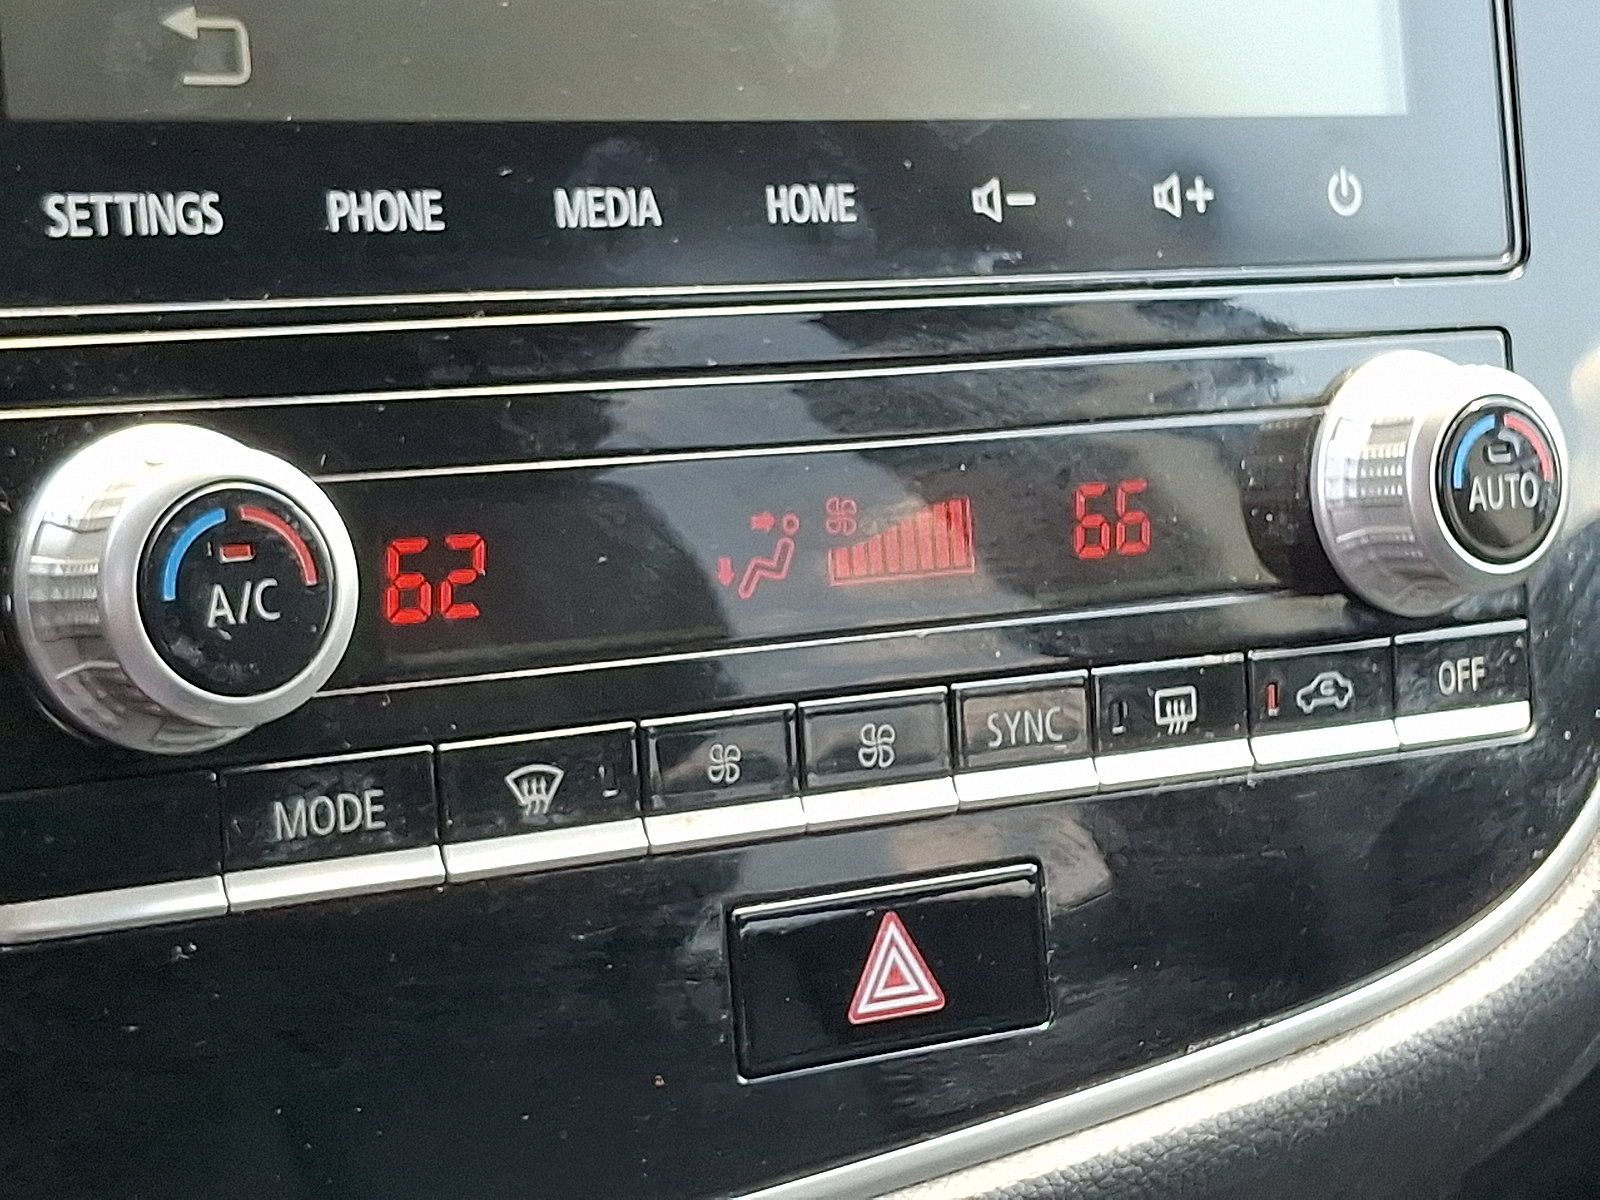 SETTINGS PHONE MEDIA HOME
A/C 62 66 AUTO
MODE SYNC OFF